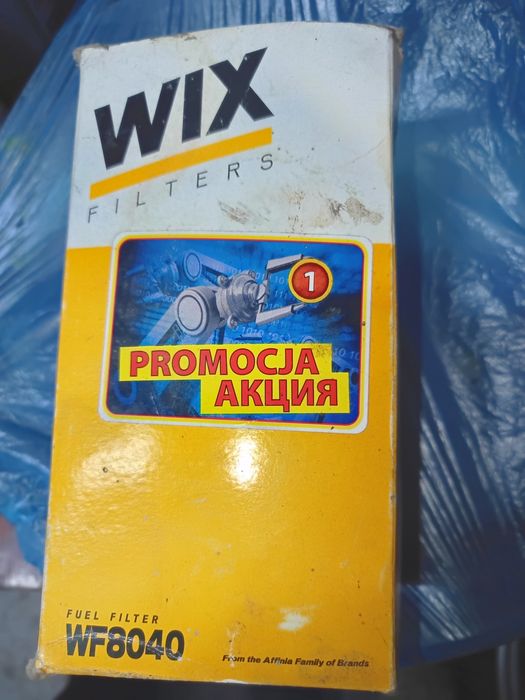 WIX
FILTERS
1
PROMOCJA
АКЦИЯ
FUEL FILTER
WF8040
From the Affinia Family of Brands